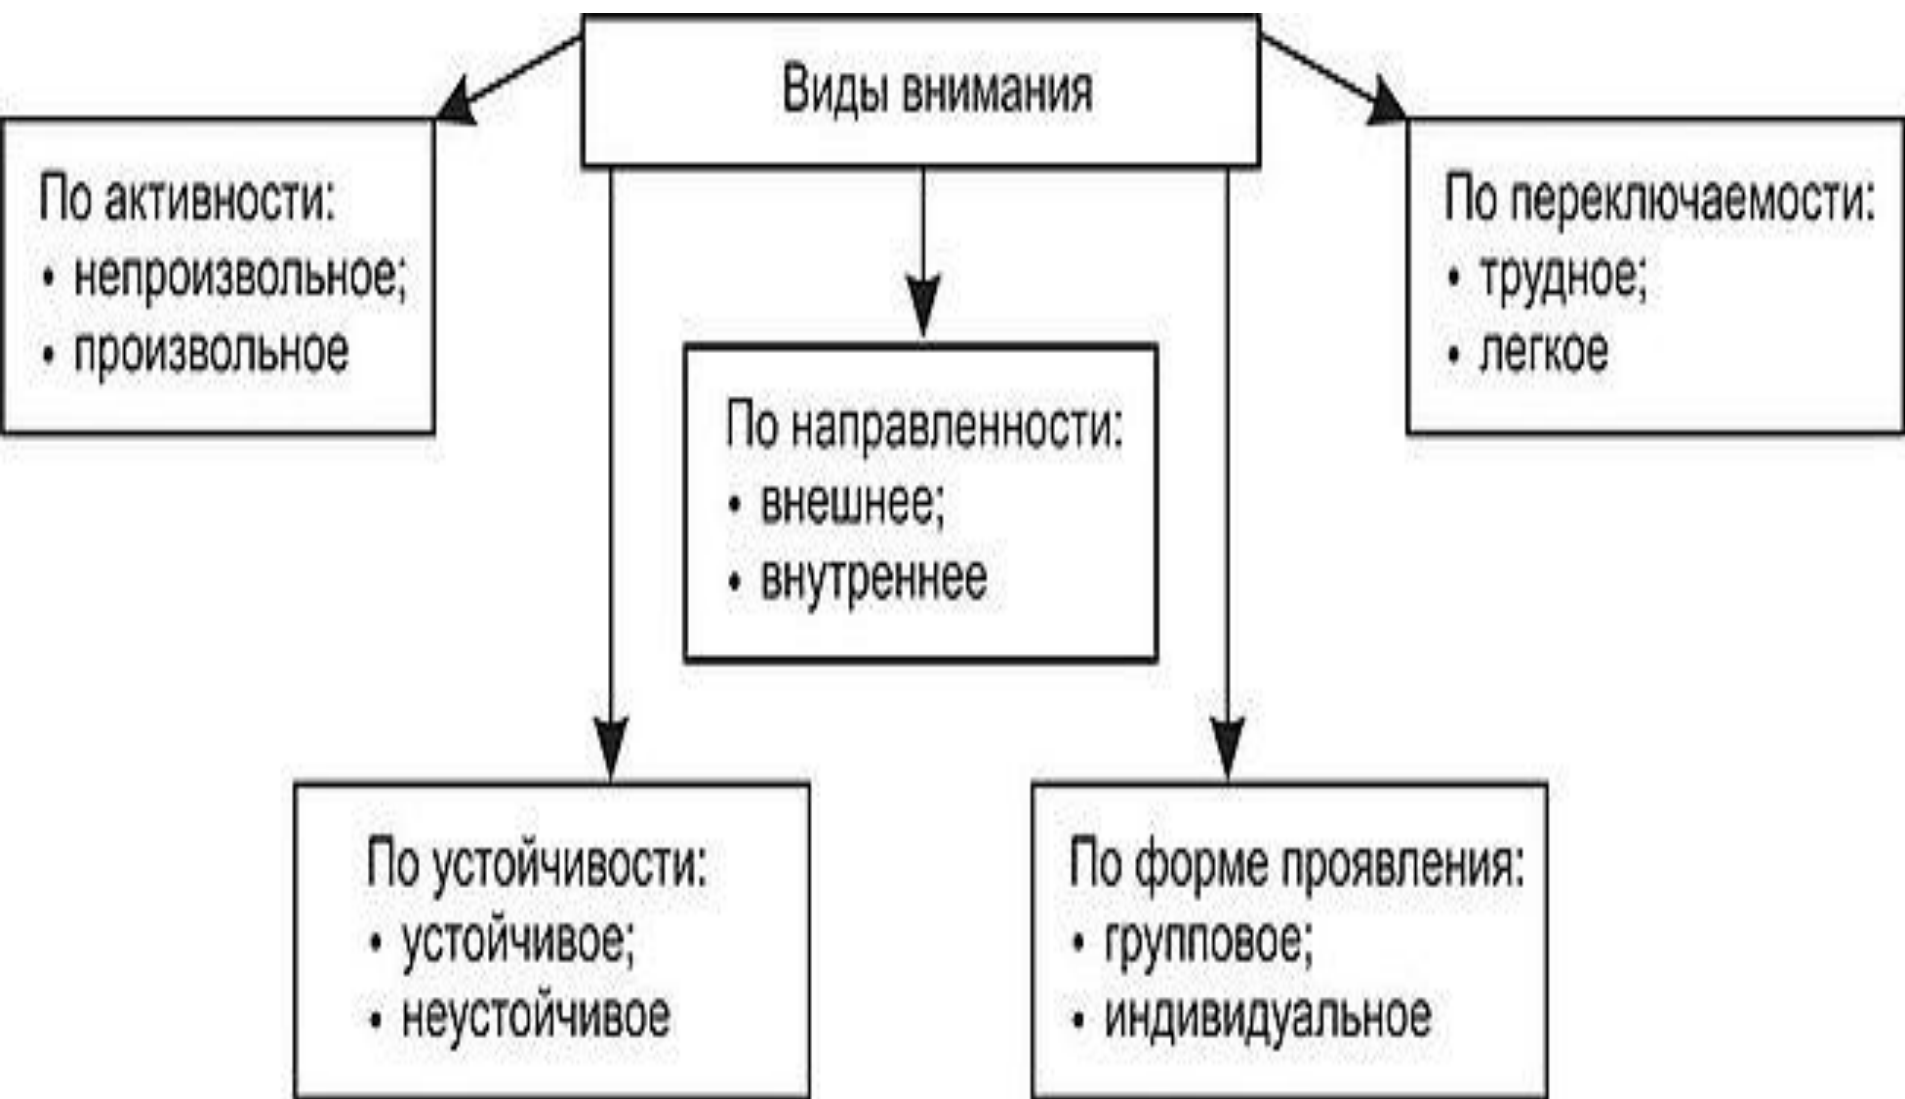 Виды внимания
По активности:
• непроизвольное;
• произвольное
По переключаемости:
• трудное;
• легкое
По направленности:
• внешнее;
• внутреннее
По устойчивости:
• устойчивое;
• неустойчивое
По форме проявления:
• групповое;
• индивидуальное